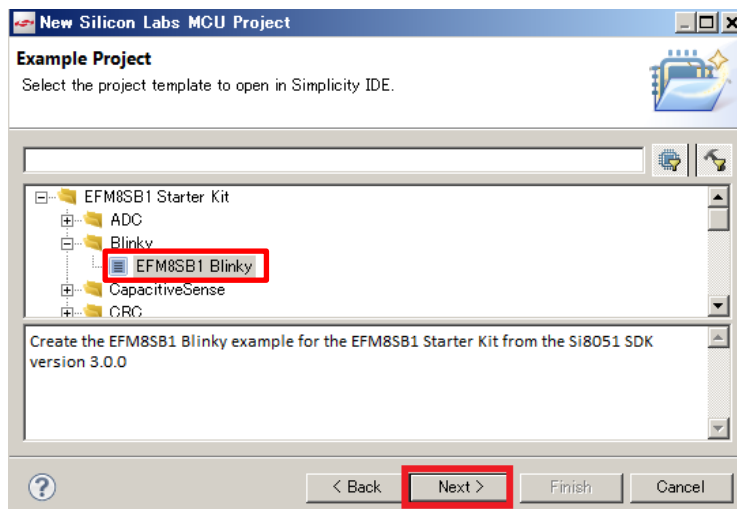 New Silicon Labs MCU Project
Example Project
Select the project template to open in Simplicity IDE.
EFM8SB1 Starter Kit
ADC
Blinky
EFM8SB1 Blinky
CapacitiveSense
CRC
Create the EFM8SB1 Blinky example for the EFM8SB1 Starter Kit from the Si8051 SDK
version 3.0.0
?
< Back Next > Finish Cancel